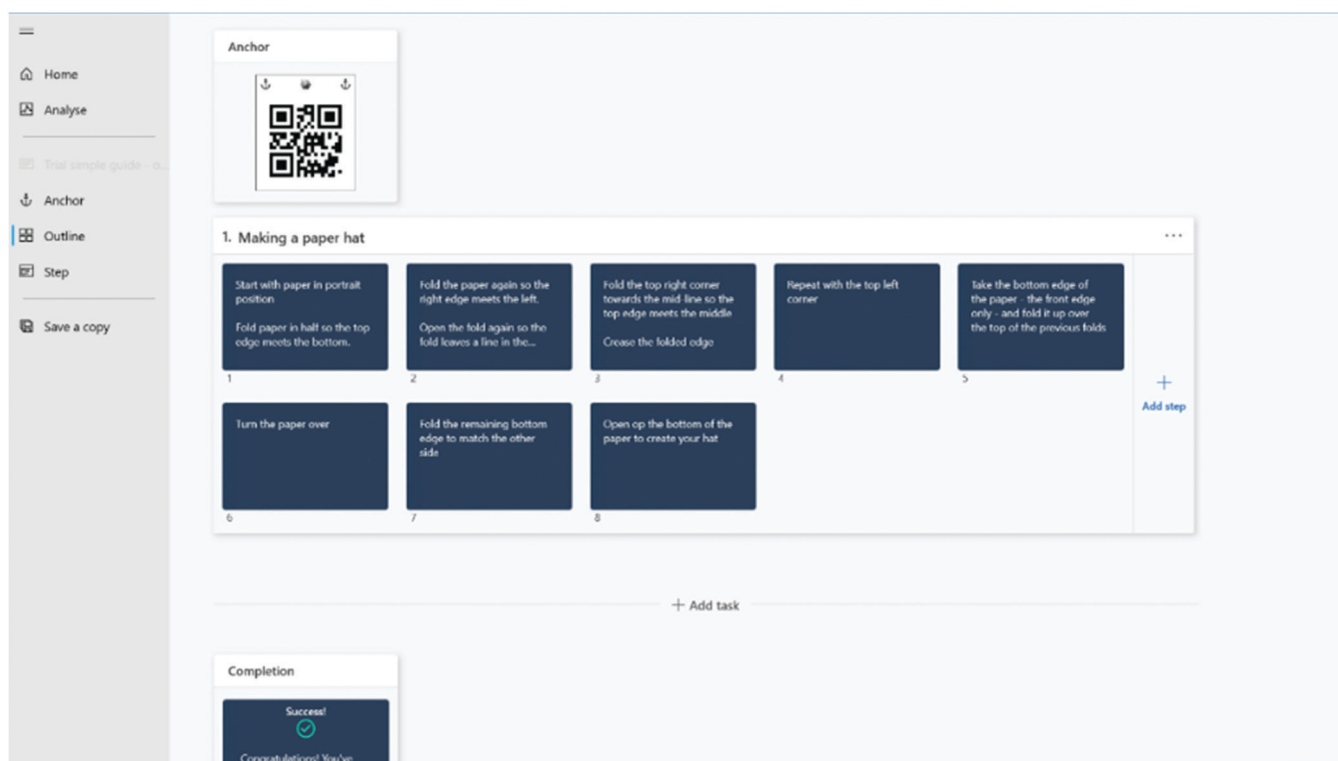 Home
Analyse
Trial simple guide - o...
Anchor
Outline
Step
Save a copy
Anchor
1. Making a paper hat
...
Start with paper in portrait
position
Fold paper in half so the top
edge meets the bottom.
1
Fold the paper again so the
right edge meets the left.
Open the fold again so the
fold leaves a line in the...
2
Fold the top right corner
towards the mid-line so the
top edge meets the middle
Crease the folded edge
3
Repeat with the top left
corner
4
Take the bottom edge of
the paper - the front edge
only - and fold it up over
the top of the previous folds
5
Add step
Turn the paper over
6
Fold the remaining bottom
edge to match the other
side
7
Open op the bottom of the
paper to create your hat
8
Add task
Completion
Success!
Congratulations! You've